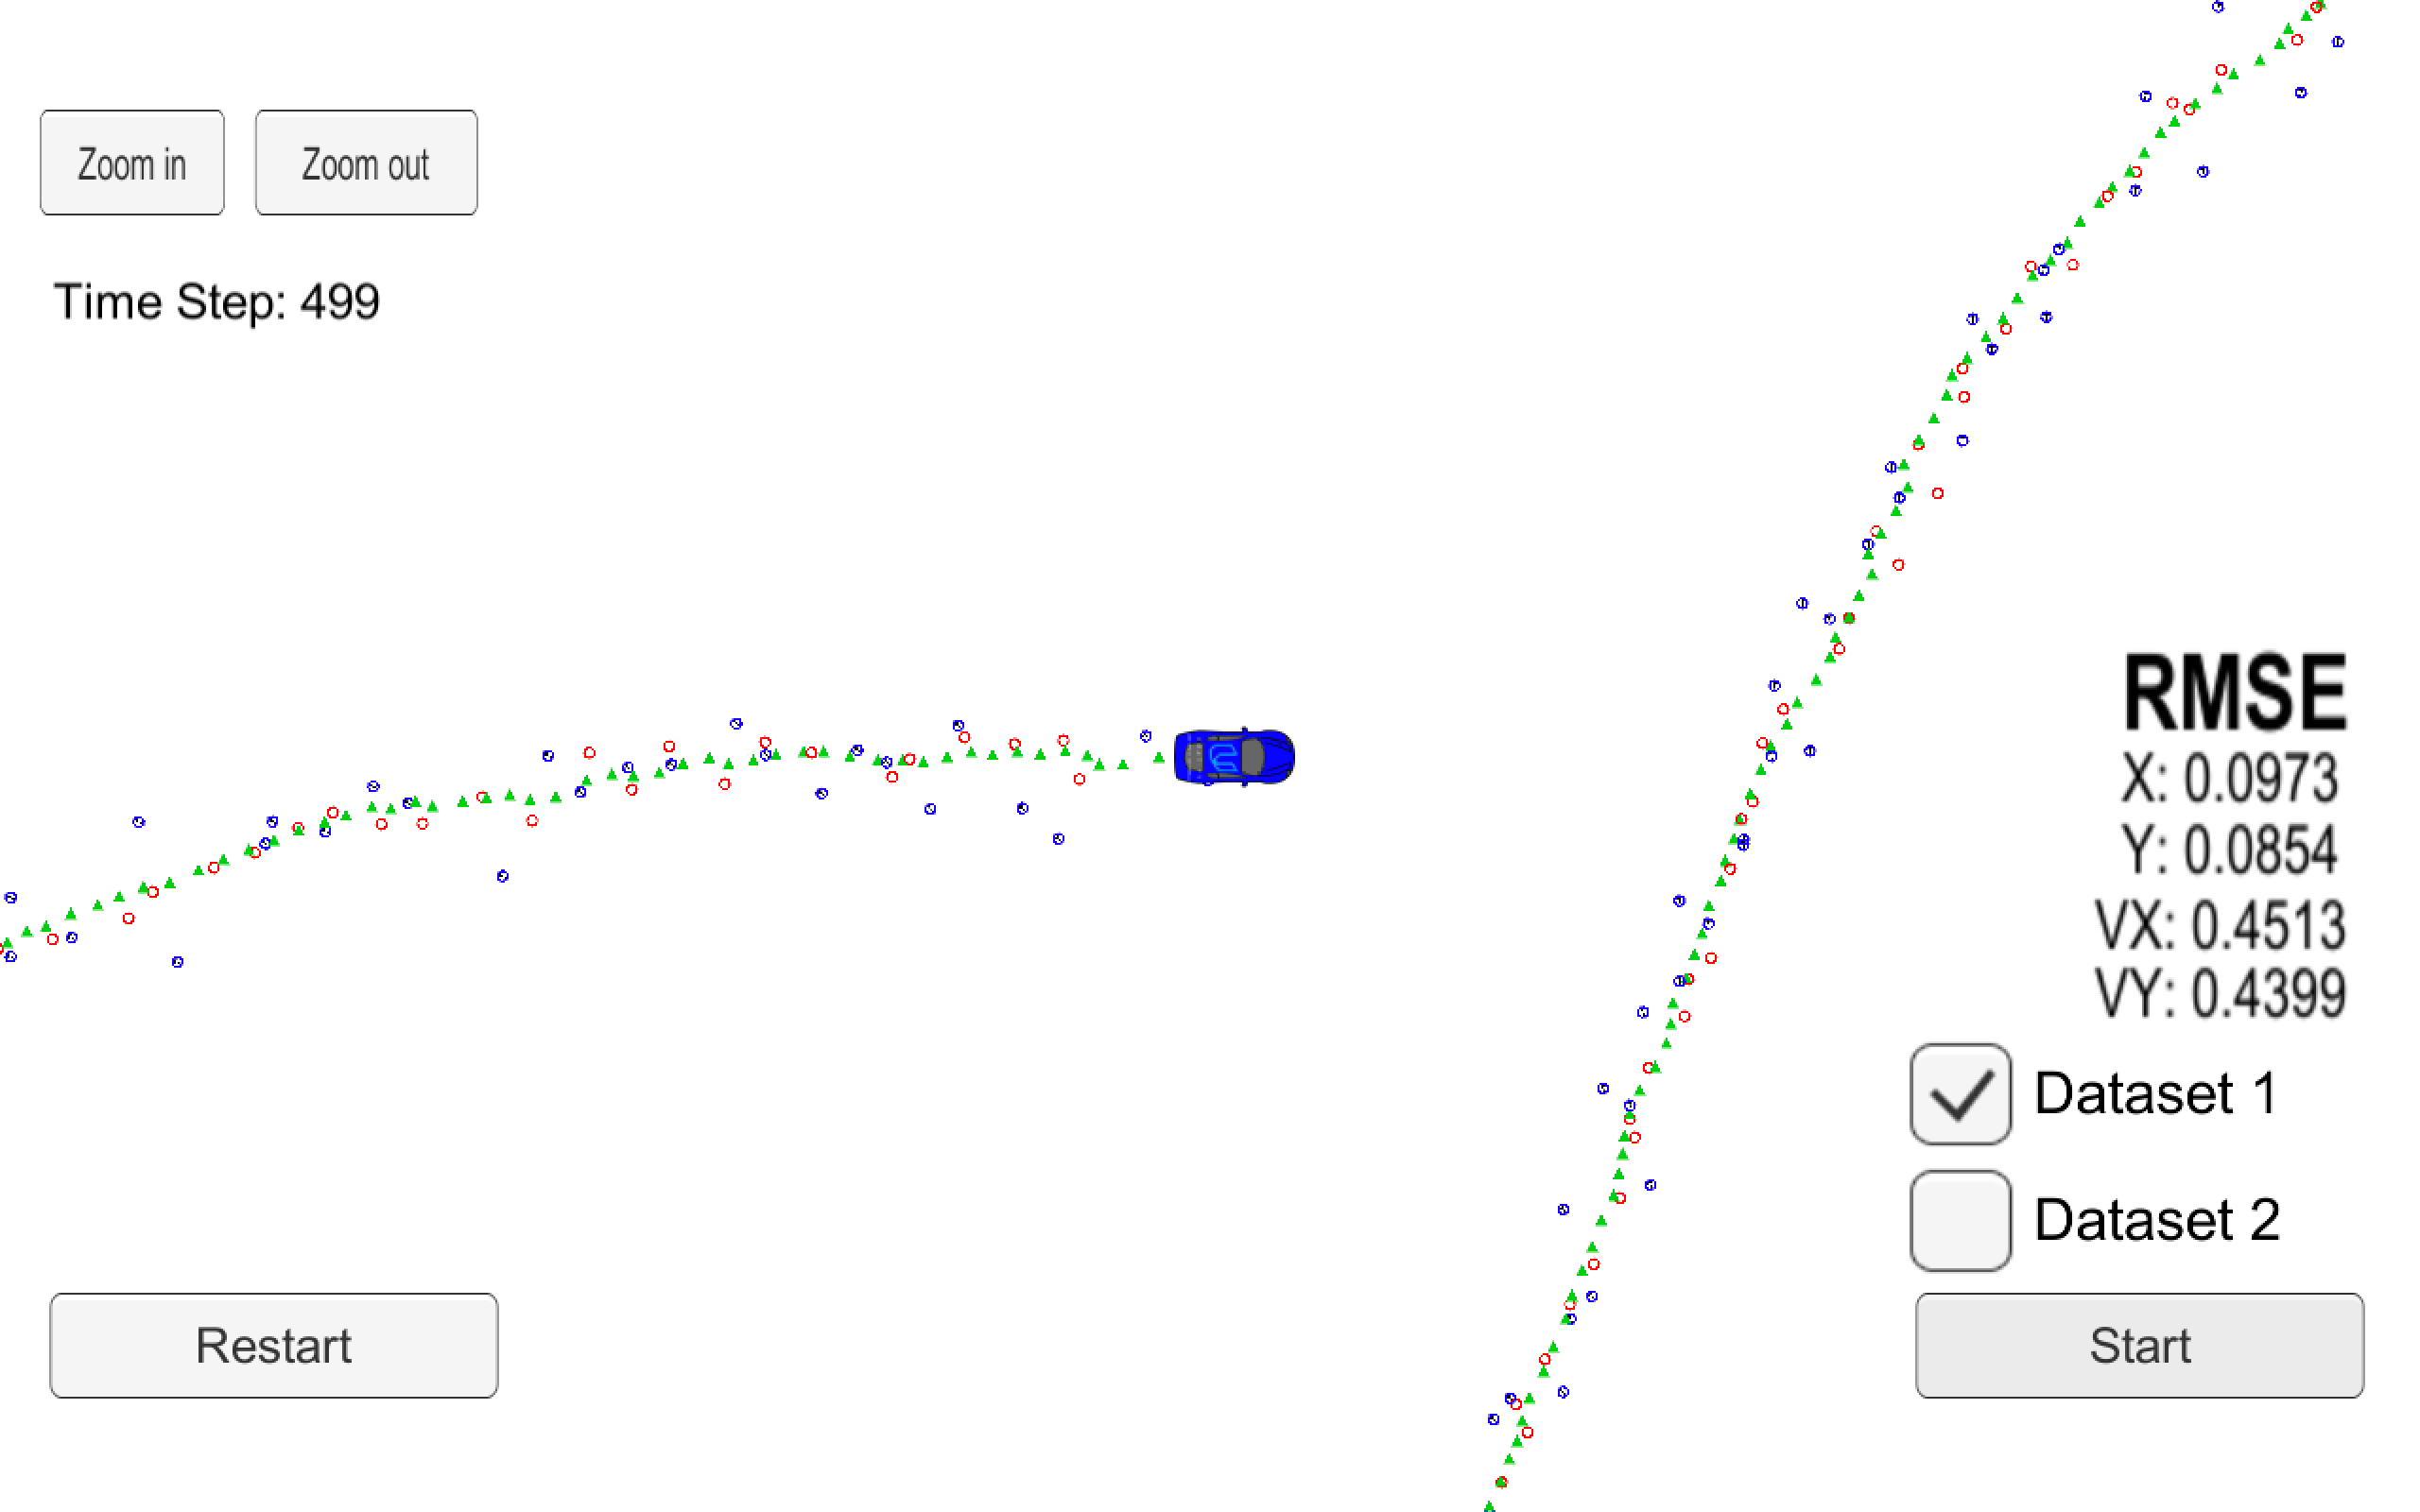 Zoom in
Zoom out
Time Step: 499
RMSE
X: 0.0973
Y: 0.0854
VX: 0.4513
VY: 0.4399
Dataset 1
Dataset 2
Restart
Start